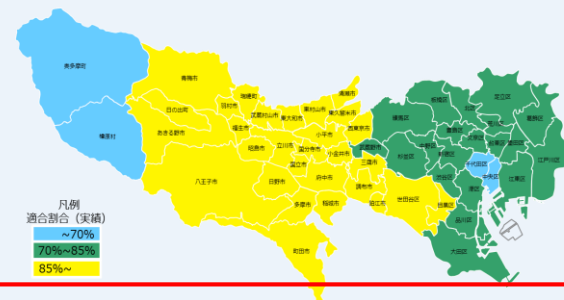 奥多摩町
檜原村
青梅市
日の出町
あきる野市
八王子市
羽村市
瑞穂町
福生市
武蔵村山市
昭島市
東大和市
立川市
国立市
日野市
多摩市
町田市
東村山市
小平市
国分寺市
府中市
稲城市
清瀬市
東久留米市
西東京市
小金井市
武蔵野市
三鷹市
調布市
狛江市
練馬区
杉並区
世田谷区
板橋区
中野区
豊島区
新宿区
渋谷区
目黒区
北区
文京区
荒川区
台東区
千代田区
中央区
港区
品川区
大田区
足立区
葛飾区
墨田区
江東区
江戸川区
凡例
適合割合（実績）
~70%
70%~85%
85%~